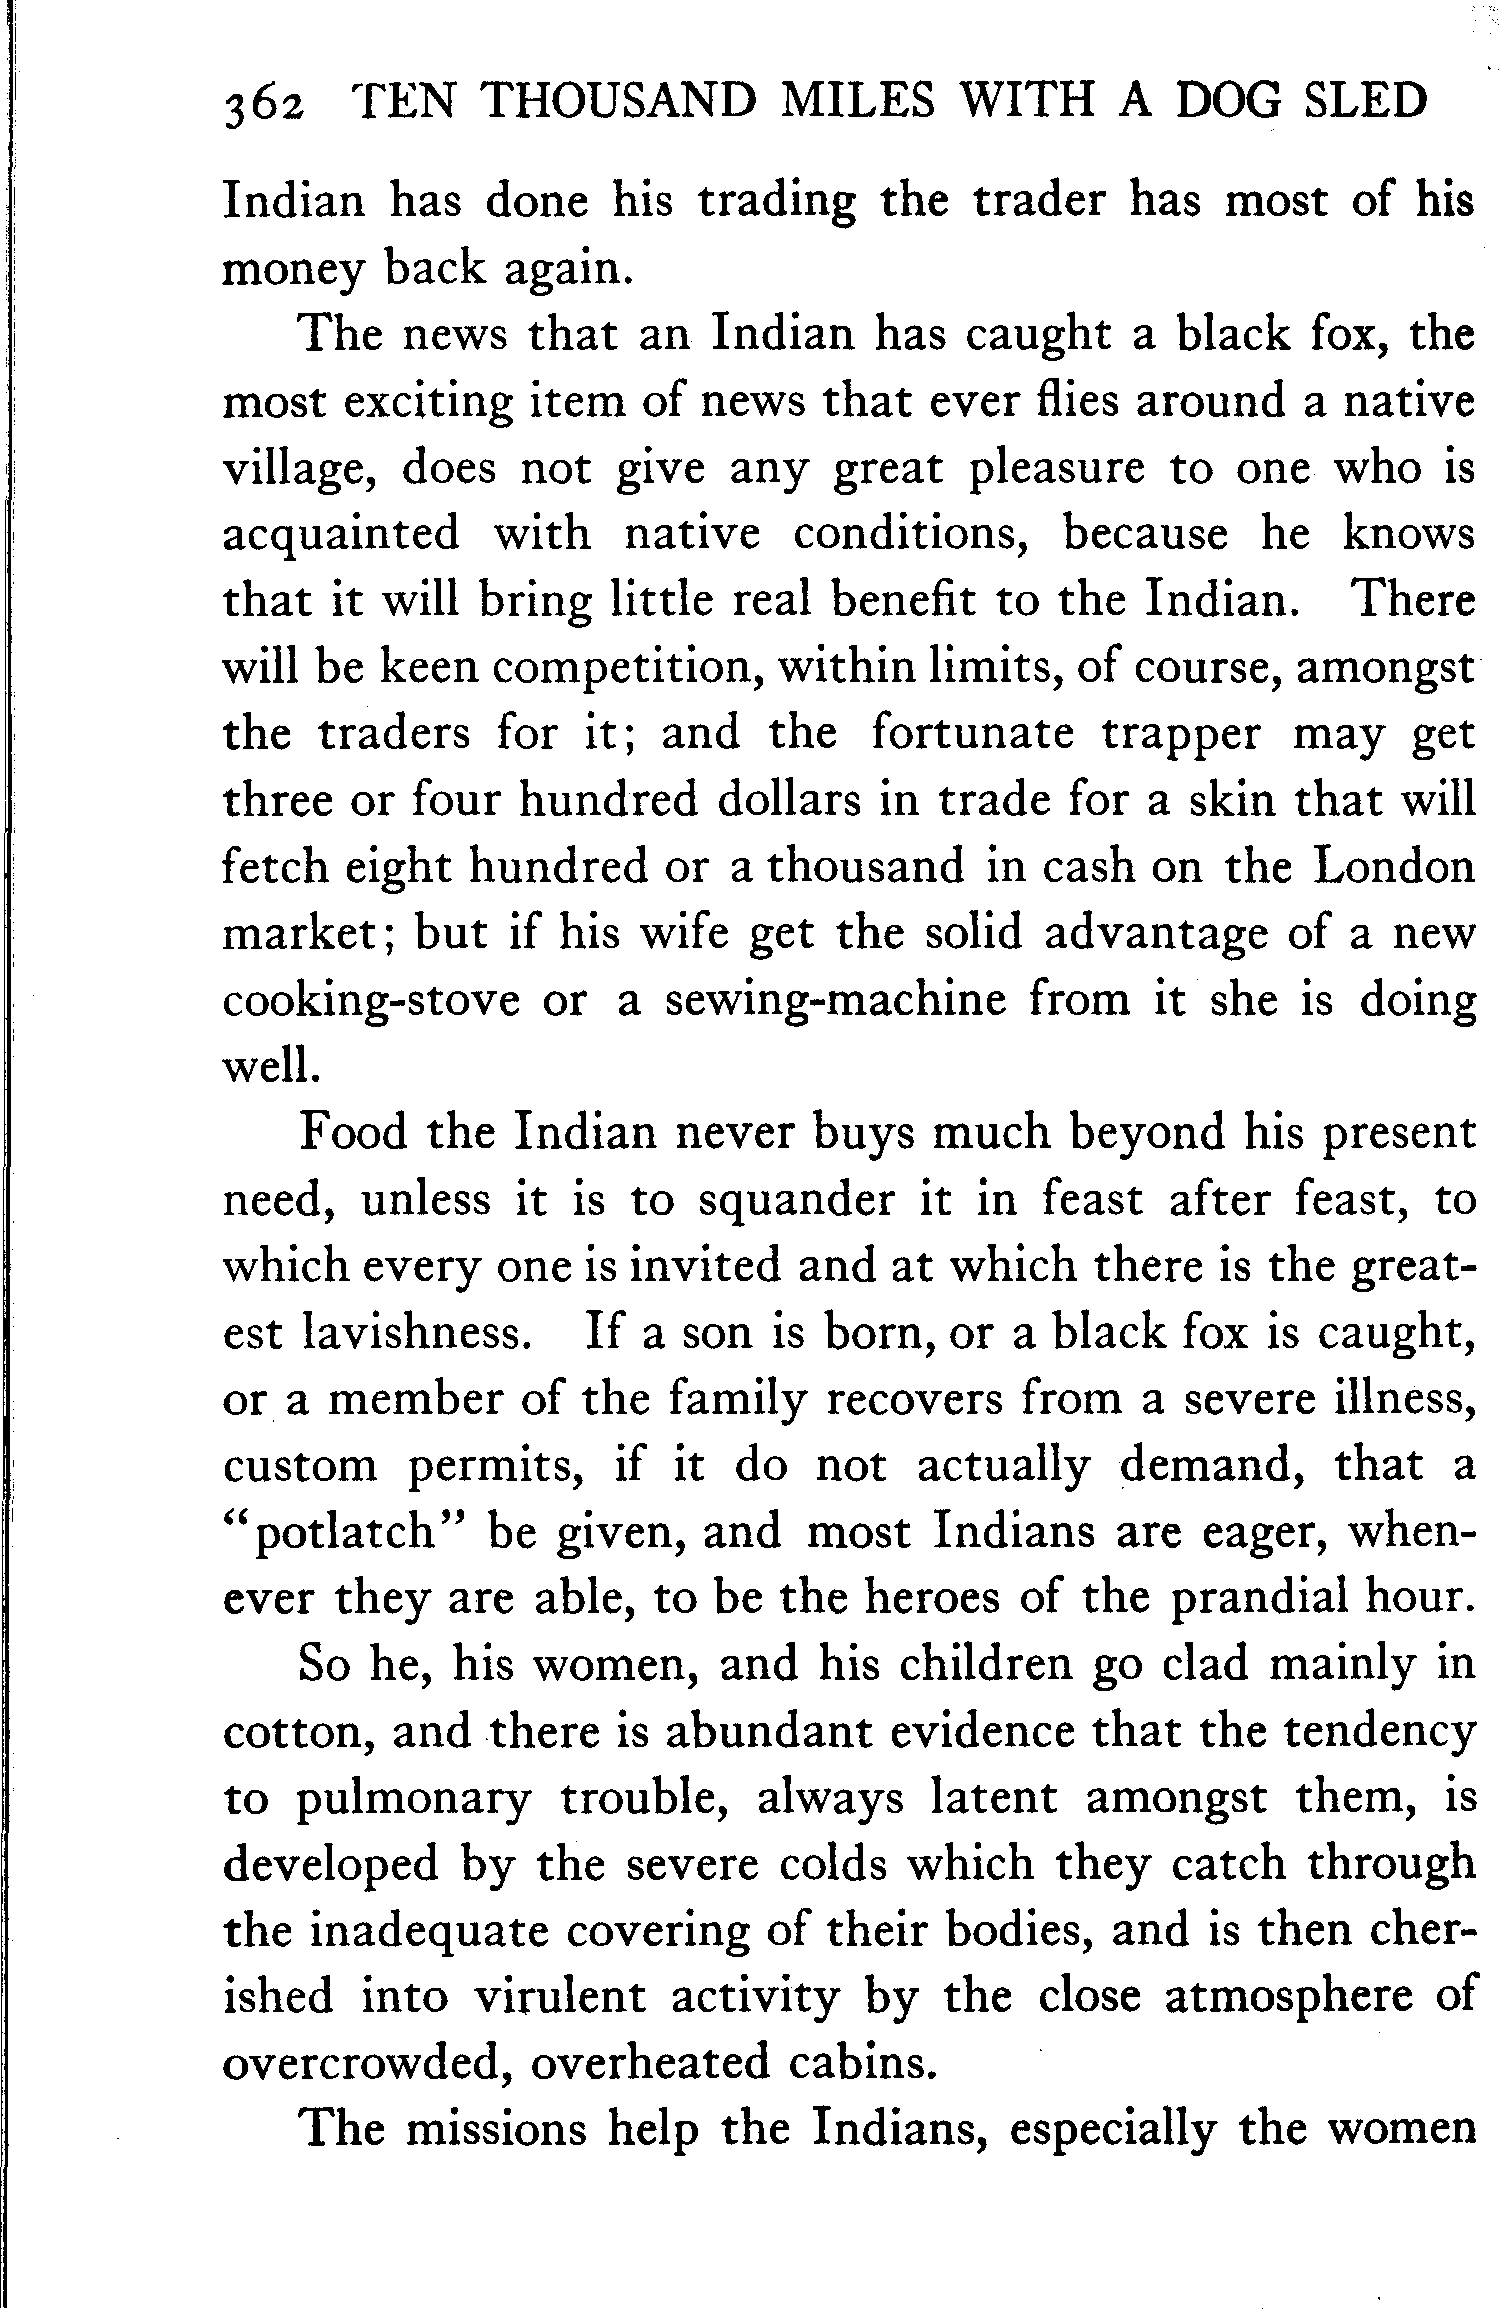 362 TEN THOUSAND MILES WITH A DOG SLED
Indian has done his trading the trader has most of his
money back again.
The news that an Indian has caught a black fox, the
most exciting item of news that ever flies around a native
village, does not give any great pleasure to one who is
acquainted with native conditions, because he knows
that it will bring little real benefit to the Indian. There
will be keen competition, within limits, of course, amongst
the traders for it; and the fortunate trapper may get
three or four hundred dollars in trade for a skin that will
fetch eight hundred or a thousand in cash on the London
market; but if his wife get the solid advantage of a new
cooking-stove or a sewing-machine from it she is doing
well.
Food the Indian never buys much beyond his present
need, unless it is to squander it in feast after feast, to
which every one is invited and at which there is the great-
est lavishness. If a son is born, or a black fox is caught,
or a member of the family recovers from a severe illness,
custom permits, if it do not actually demand, that a
"potlatch" be given, and most Indians are eager, when-
ever they are able, to be the heroes of the prandial hour.
So he, his women, and his children go clad mainly in
cotton, and there is abundant evidence that the tendency
to pulmonary trouble, always latent amongst them, is
developed by the severe colds which they catch through
the inadequate covering of their bodies, and is then cher-
ished into virulent activity by the close atmosphere of
overcrowded, overheated cabins.
The missions help the Indians, especially the women